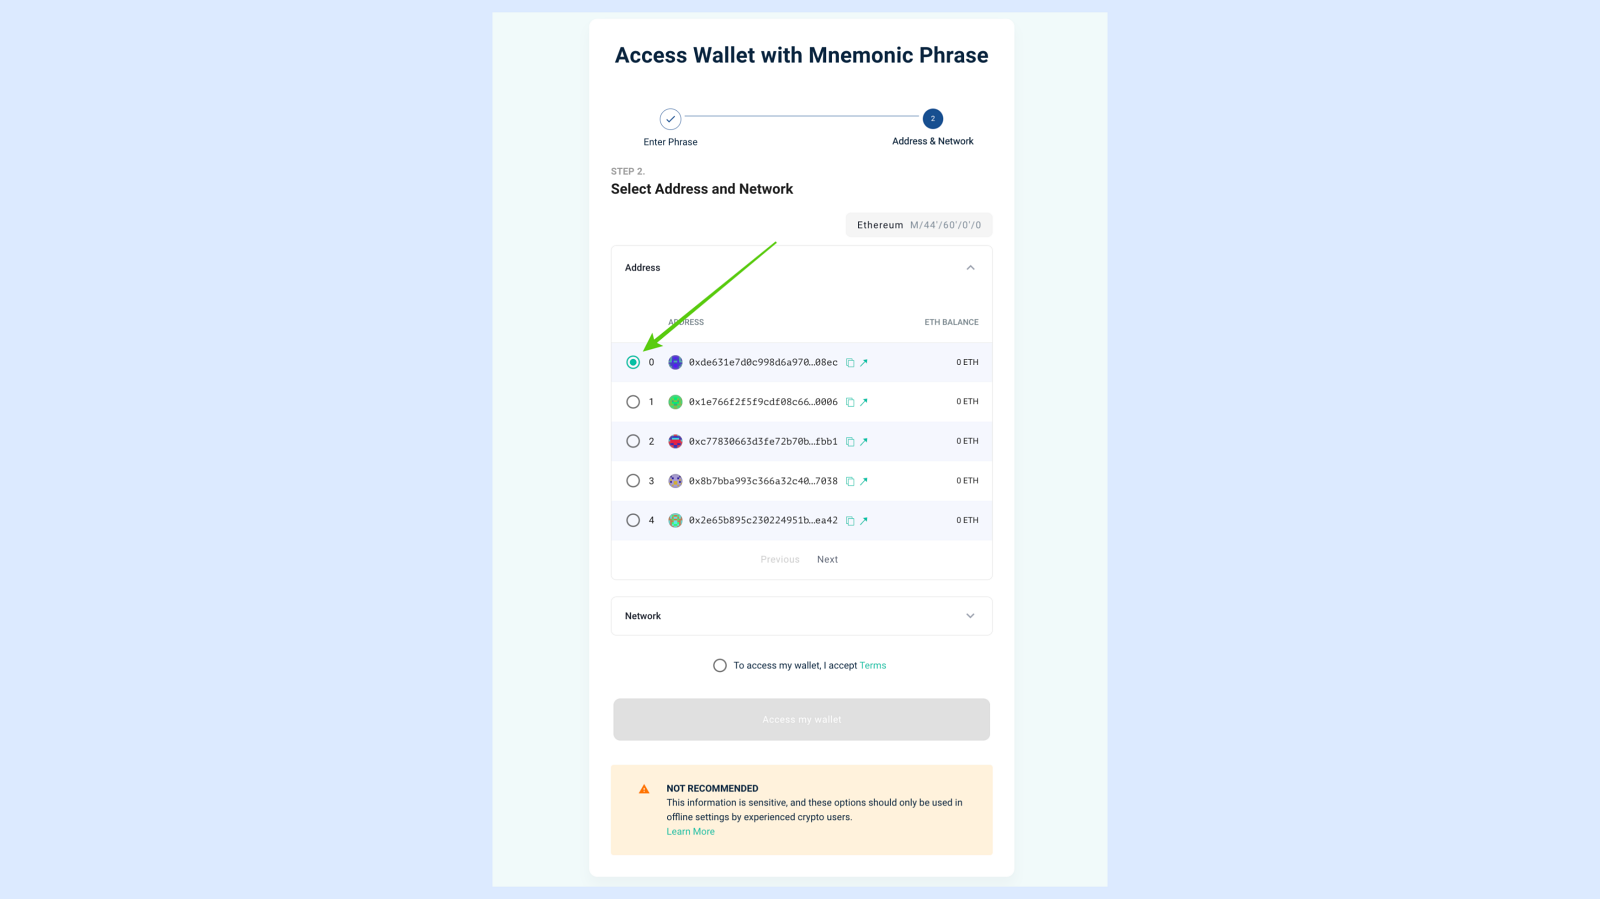 Access Wallet with Mnemonic Phrase
2
Enter Phrase
Address & Network
STEP 2.
Select Address and Network
Ethereum M/44'/60'/0'/0
Address
ADDRESS
ETH BALANCE
0 0xde631e7d0c998d6a970…08ec 0 ETH
1 0x1e766f2f5f9cdf08c66…0006 0 ETH
2 0xc77830663d3fe72b70b…fbb1 0 ETH
3 0x8b7bba993c366a32c40…7038 0 ETH
4 0x2e65b895c230224951b…ea42 0 ETH
Previous Next
Network
To access my wallet, I accept Terms
Access my wallet
NOT RECOMMENDED
This information is sensitive, and these options should only be used in
offline settings by experienced crypto users.
Learn More